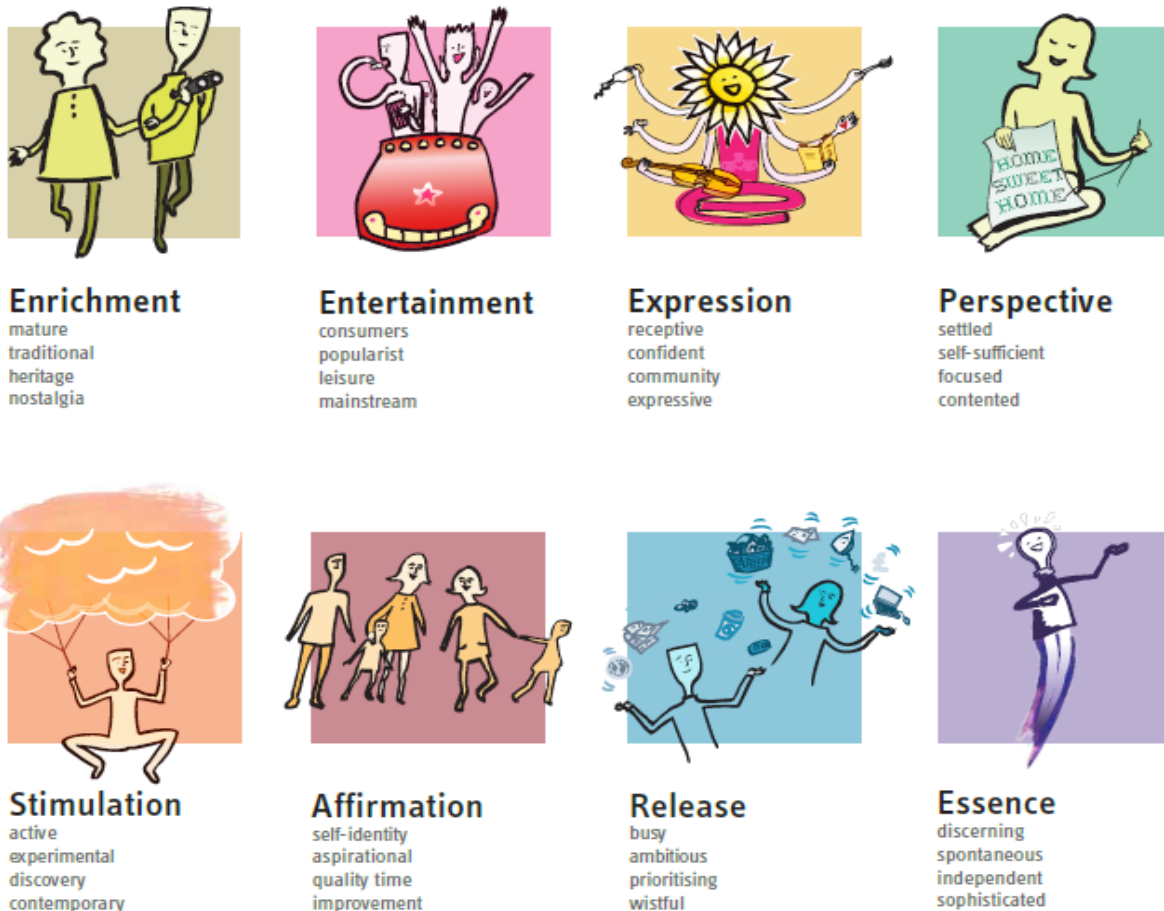 HOME
SWEET
HOME
Enrichment
mature
traditional
heritage
nostalgia
Entertainment
consumers
popularist
leisure
mainstream
Expression
receptive
confident
community
expressive
Perspective
settled
self-sufficient
focused
contented
£
Stimulation
active
experimental
discovery
contemporary
Affirmation
self-identity
aspirational
quality time
improvement
Release
busy
ambitious
prioritising
wistful
Essence
discerning
spontaneous
independent
sophisticated